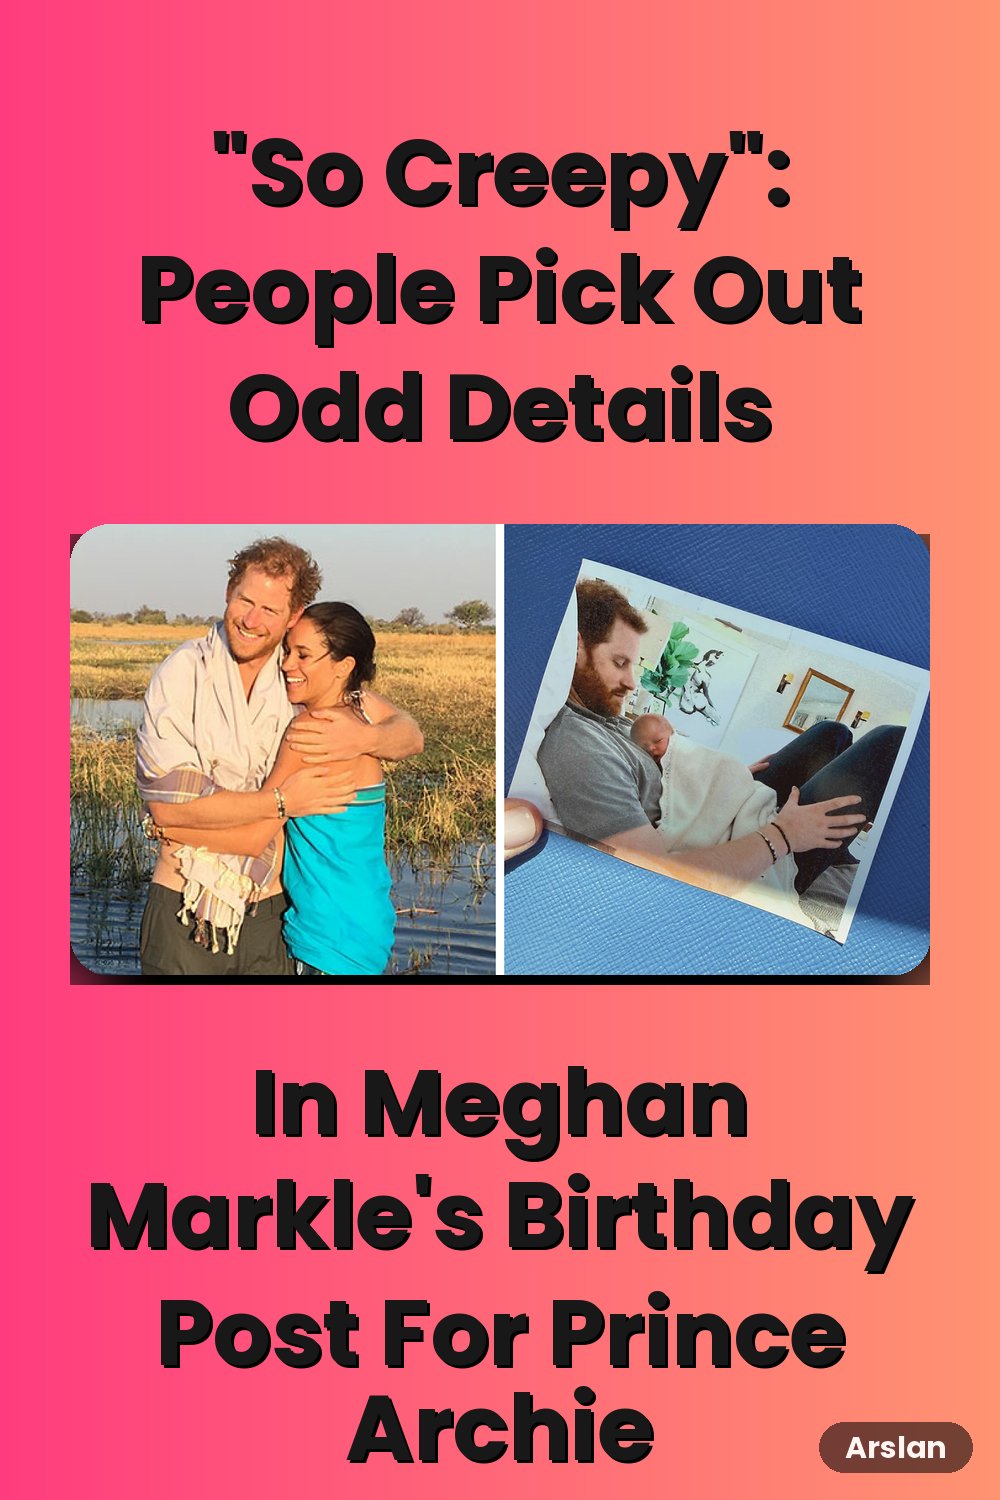 "So Creepy":
People Pick Out
Odd Details
In Meghan
Markle's Birthday
Post For Prince
Archie
Arslan